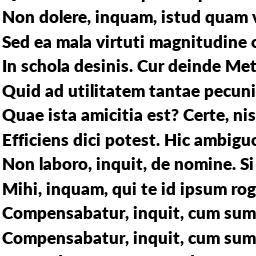 Non dolere, inquam, istud quam
Sed ea mala virtuti magnitudine
In schola desinis. Cur deinde Met
Quid ad utilitatem tantae pecuni
Quae ista amicitia est? Certe, nis
Efficiens dici potest. Hic ambiguo
Non laboro, inquit, de nomine. Si
Mihi, inquam, qui te id ipsum rog
Compensabatur, inquit, cum sum
Compensabatur, inquit, cum sum